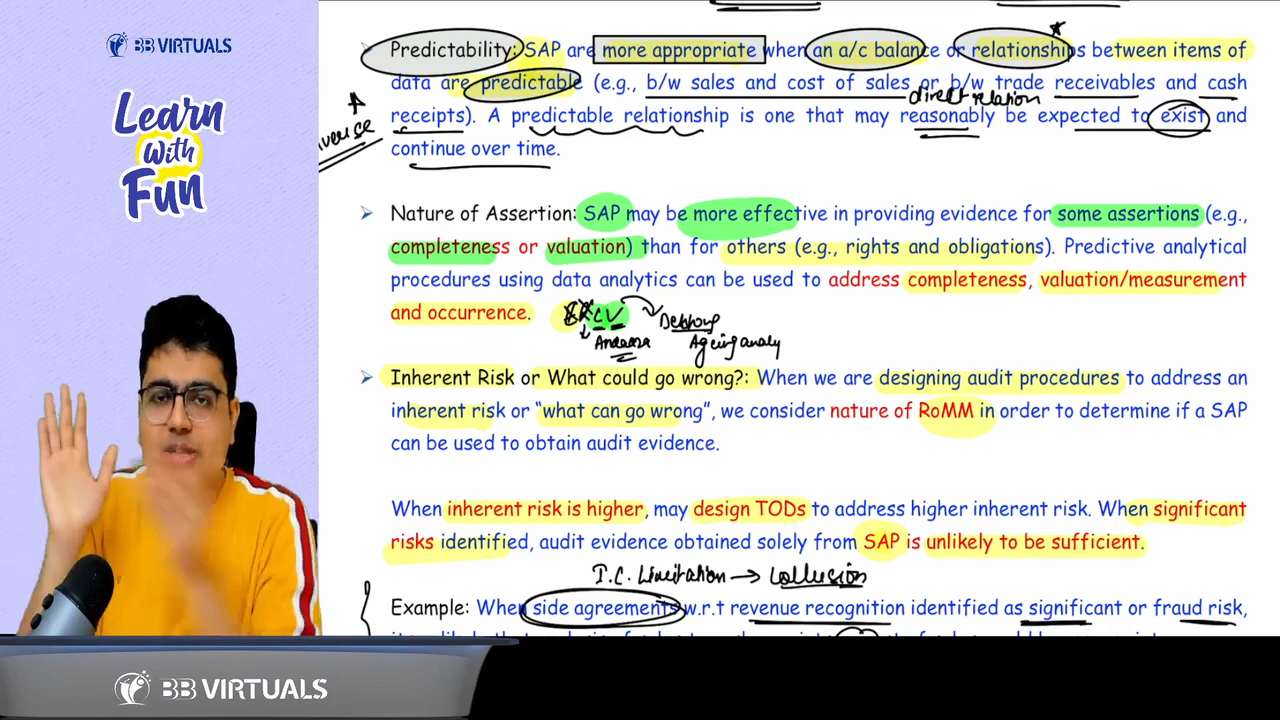 BB VIRTUALS
Learn
With
Fun
Predictability: SAP are more appropriate when an a/c balance or relationships between items of
data are predictable (e.g., b/w sales and cost of sales or b/w trade receivables and cash
direct relation
receipts). A predictable relationship is one that may reasonably be expected to exist and
continue over time.
Nature of Assertion: SAP may be more effective in providing evidence for some assertions (e.g.,
completeness or valuation) than for others (e.g., rights and obligations). Predictive analytical
procedures using data analytics can be used to address completeness, valuation/measurement
and occurrence.
CV
Ageing analy
Inherent Risk or What could go wrong?: When we are designing audit procedures to address an
inherent risk or "what can go wrong", we consider nature of RoMM in order to determine if a SAP
can be used to obtain audit evidence.
When inherent risk is higher, may design TODs to address higher inherent risk. When significant
risks identified, audit evidence obtained solely from SAP is unlikely to be sufficient.
I.C. Limitation → Collusion
Example: When side agreements w.r.t revenue recognition identified as significant or fraud risk,
BB VIRTUALS